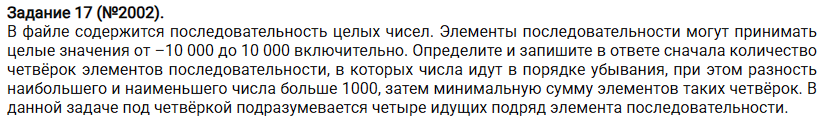 Задание 17 (№2002).
В файле содержится последовательность целых чисел. Элементы последовательности могут принимать
целые значения от –10 000 до 10 000 включительно. Определите и запишите в ответе сначала количество
четвёрок элементов последовательности, в которых числа идут в порядке убывания, при этом разность
наибольшего и наименьшего числа больше 1000, затем минимальную сумму элементов таких четвёрок. В
данной задаче под четвёркой подразумевается четыре идущих подряд элемента последовательности.